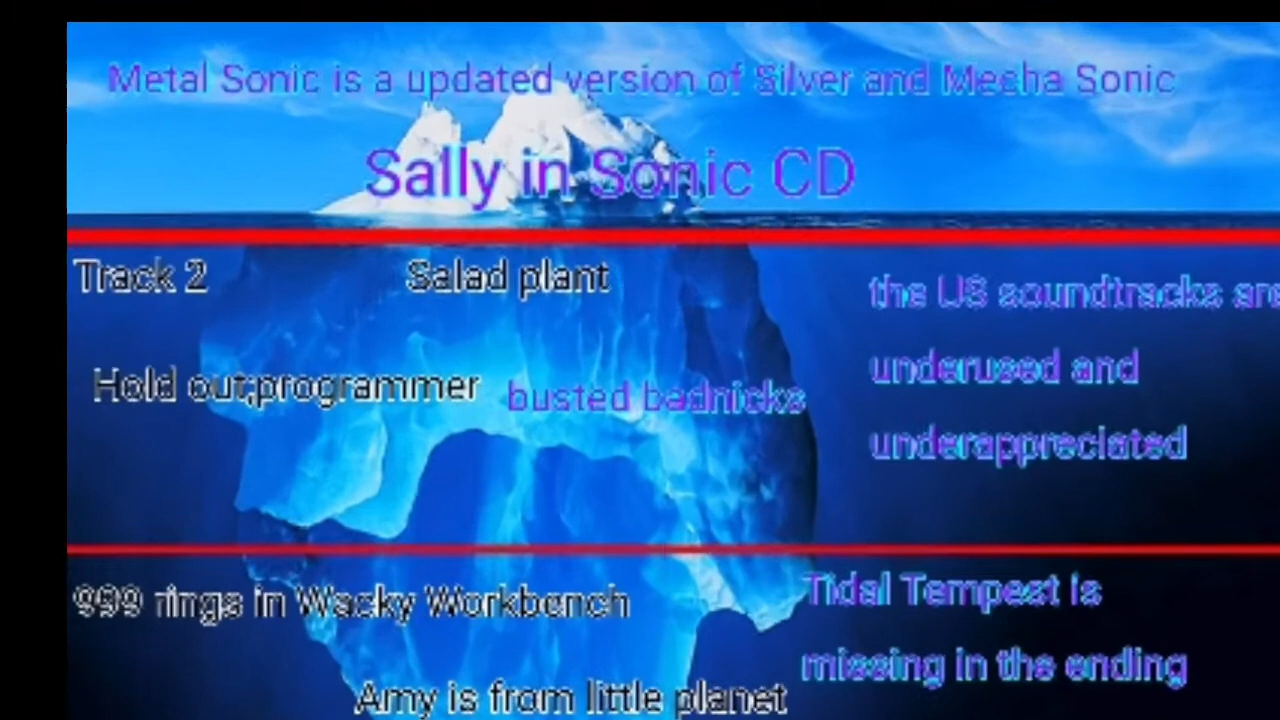 Metal Sonic is a updated version of Silver and Mecha Sonic
Sally in Sonic CD
Track 2
Salad plant
the US soundtracks are
underused and
underappreciated
Hold out;programmer
busted badnicks
999 rings in Wacky Workbench
Tidal Tempest is
missing in the ending
Amy is from little planet